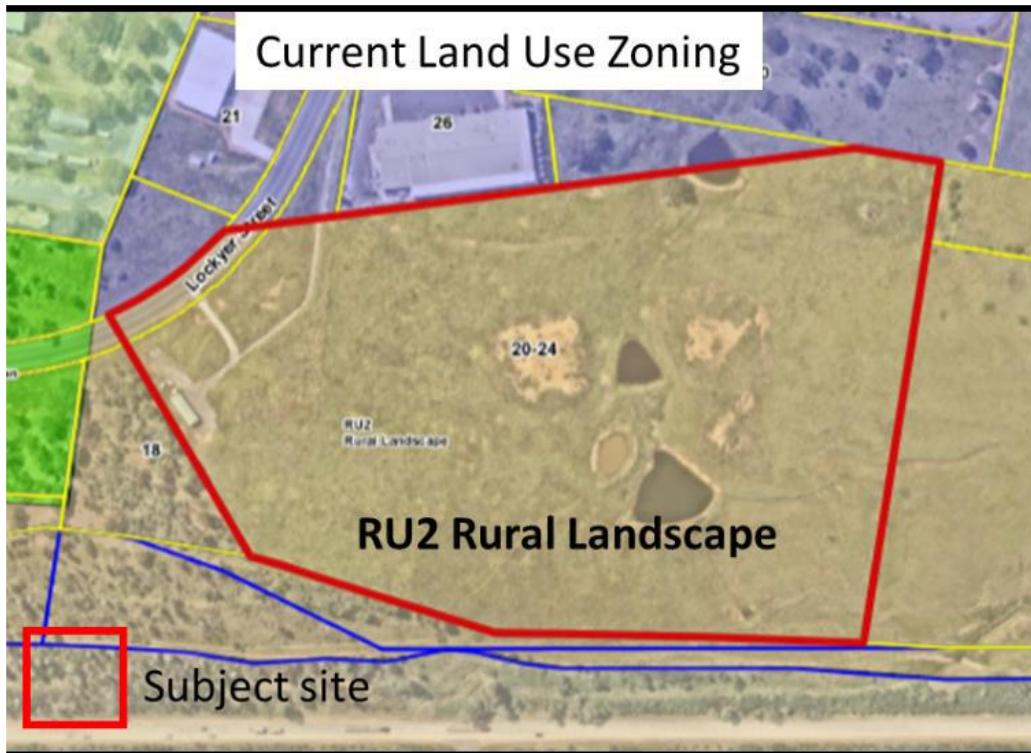 Current Land Use Zoning
21
26
0
Lockyer Street
20-24
RU2
Rural Landscape
18
RU2 Rural Landscape
Subject site